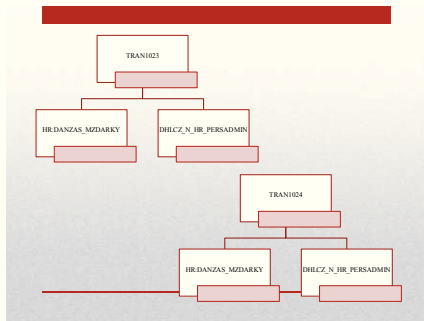 TRAN1023
HR:DANZAS_MZDARKY
DHLCZ_N_HR_PERSADMIN
TRAN1024
HR:DANZAS_MZDARKY
DHLCZ_N_HR_PERSADMIN